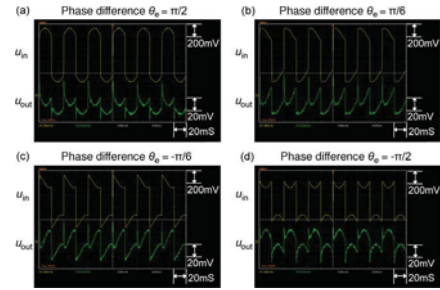 (a) Phase difference θe = π/2
(b) Phase difference θe = π/6
200mV
200mV
uin
uin
uout
uout
20mV
20mV
20mS
20mS
(c) Phase difference θe = -π/6
(d) Phase difference θe = -π/2
200mV
200mV
uin
uin
uout
uout
20mV
20mV
20mS
20mS